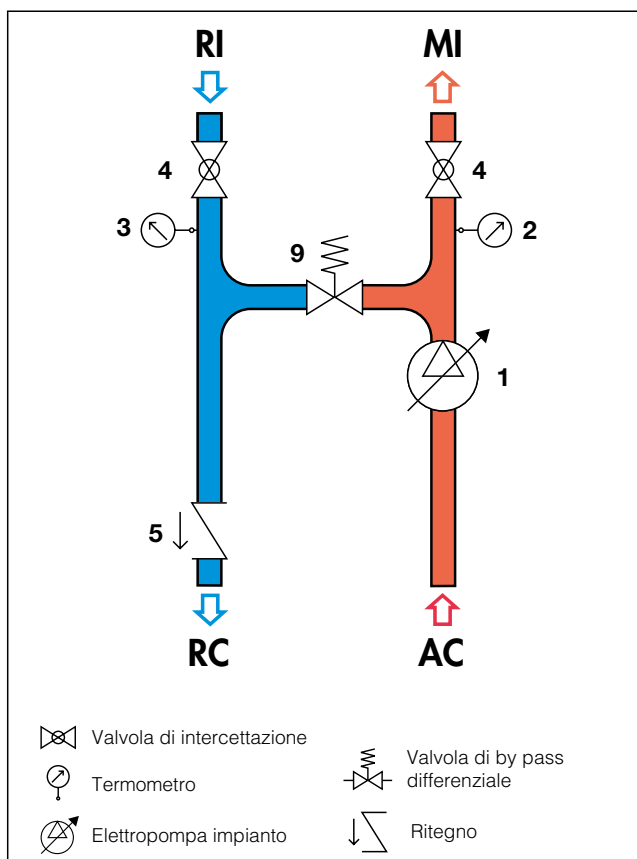 RI MI
4 4
3 2
9
1
5
RC AC
Valvola di intercettazione
Termometro
Elettropompa impianto
Valvola di by pass
differenziale
Ritegno